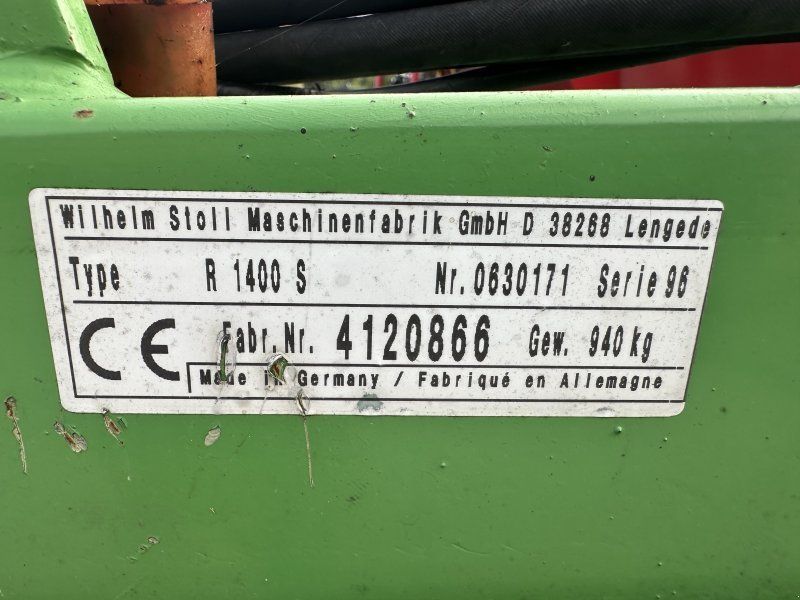 Wilhelm Stoll Maschinenfabrik GmbH D 38268 Lengede
Type R 1400 S Nr. 0630171 Serie 96
CE Fabr. Nr. 4120866 Gew. 940 kg
Made in Germany / Fabriqué en Allemagne